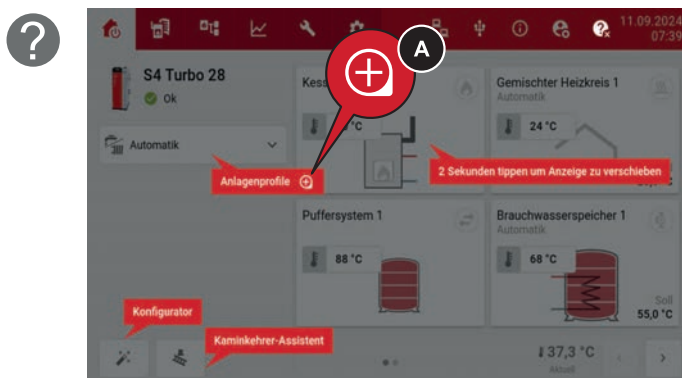 ?
11.09.2024
07:39
A
S4 Turbo 28
Ok
Kess
Gemischter Heizkreis 1
Automatik
°C
24 °C
Automatik
Anlagenprofile
2 Sekunden tippen um Anzeige zu verschieben
Puffersystem 1
Brauchwasserspeicher 1
Automatik
88 °C
68 °C
Konfigurator
Soll
55,0 °C
Kaminkehrer-Assistent
37,3 °C
Aktuell